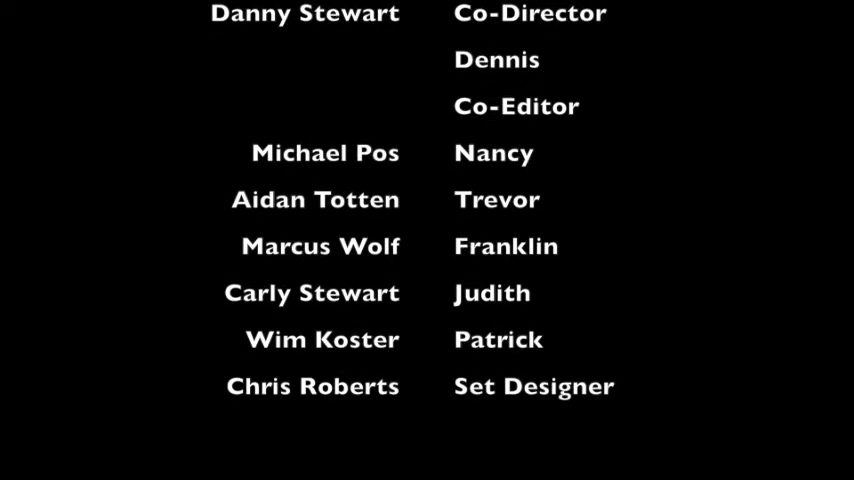 Danny Stewart Co-Director
Dennis
Co-Editor
Michael Pos Nancy
Aidan Totten Trevor
Marcus Wolf Franklin
Carly Stewart Judith
Wim Koster Patrick
Chris Roberts Set Designer